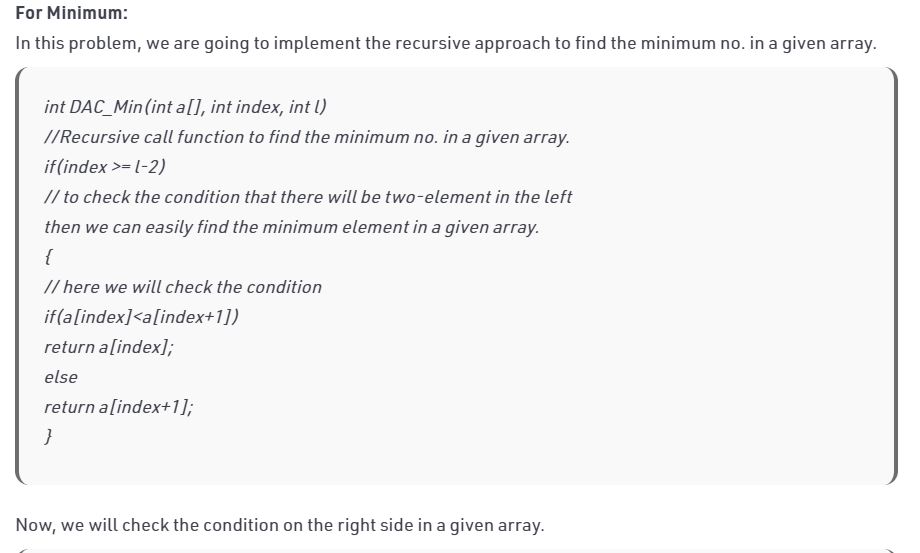 For Minimum:
In this problem, we are going to implement the recursive approach to find the minimum no. in a given array.
int DAC_Min(int a[], int index, int l)
//Recursive call function to find the minimum no. in a given array.
if(index >= l-2)
// to check the condition that there will be two-element in the left
then we can easily find the minimum element in a given array.
{
// here we will check the condition
if(a[index]<a[index+1])
return a[index];
else
return a[index+1];
}
Now, we will check the condition on the right side in a given array.